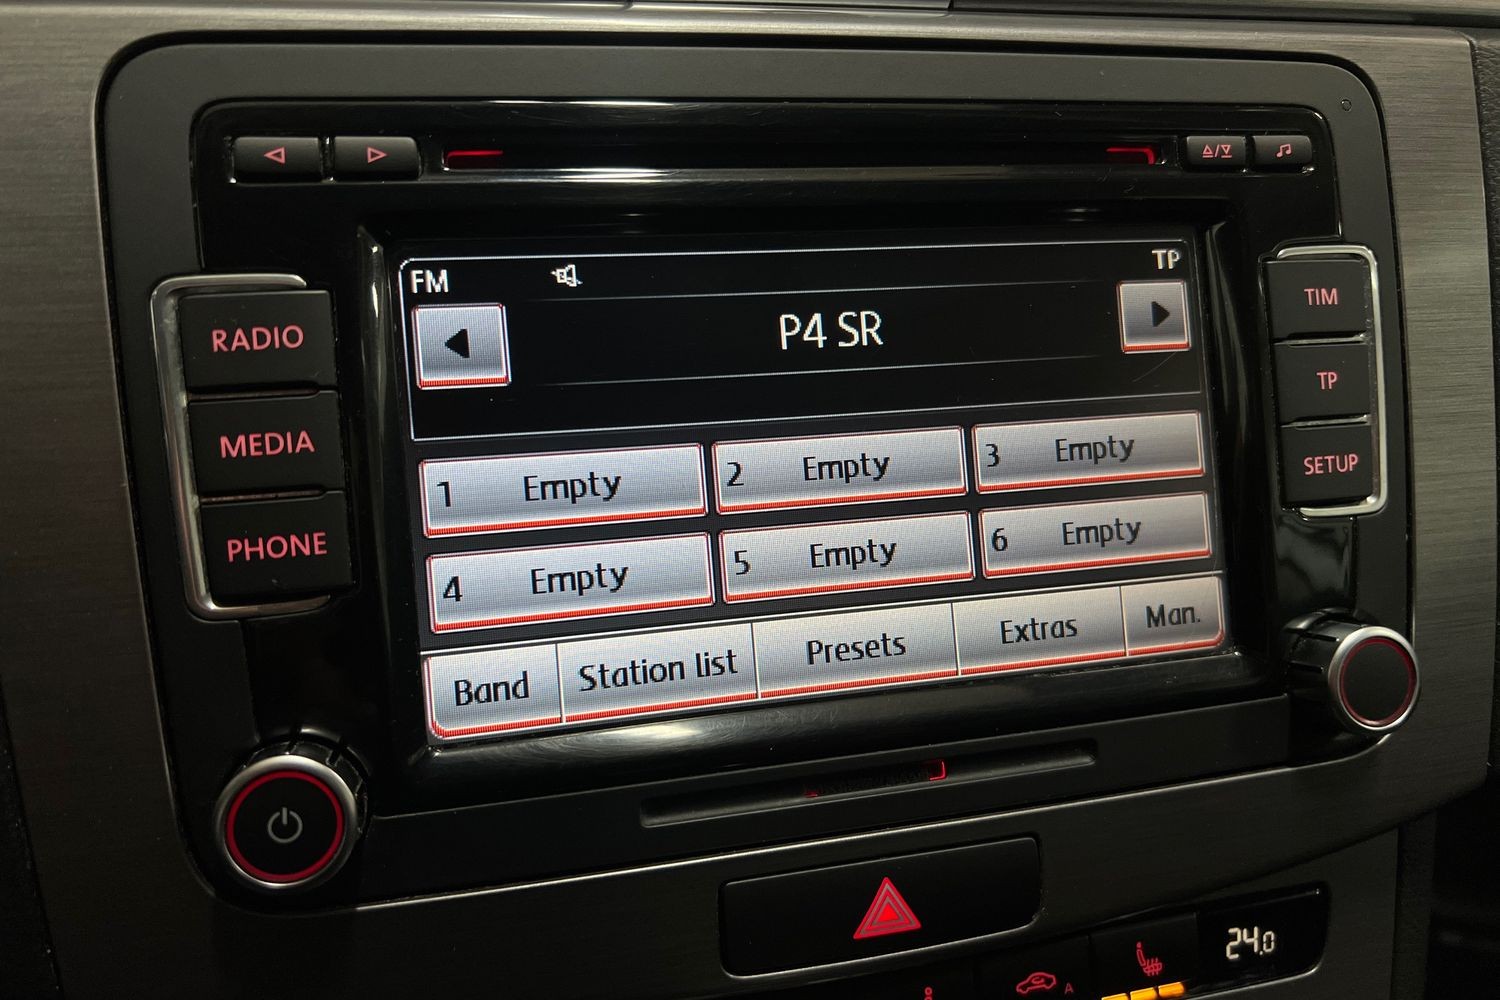 FM
TP
P4 SR
RADIO
MEDIA
PHONE
TIM
TP
SETUP
1 Empty
2 Empty
3 Empty
4 Empty
5 Empty
6 Empty
Band
Station list
Presets
Extras
Man.
24.0
A